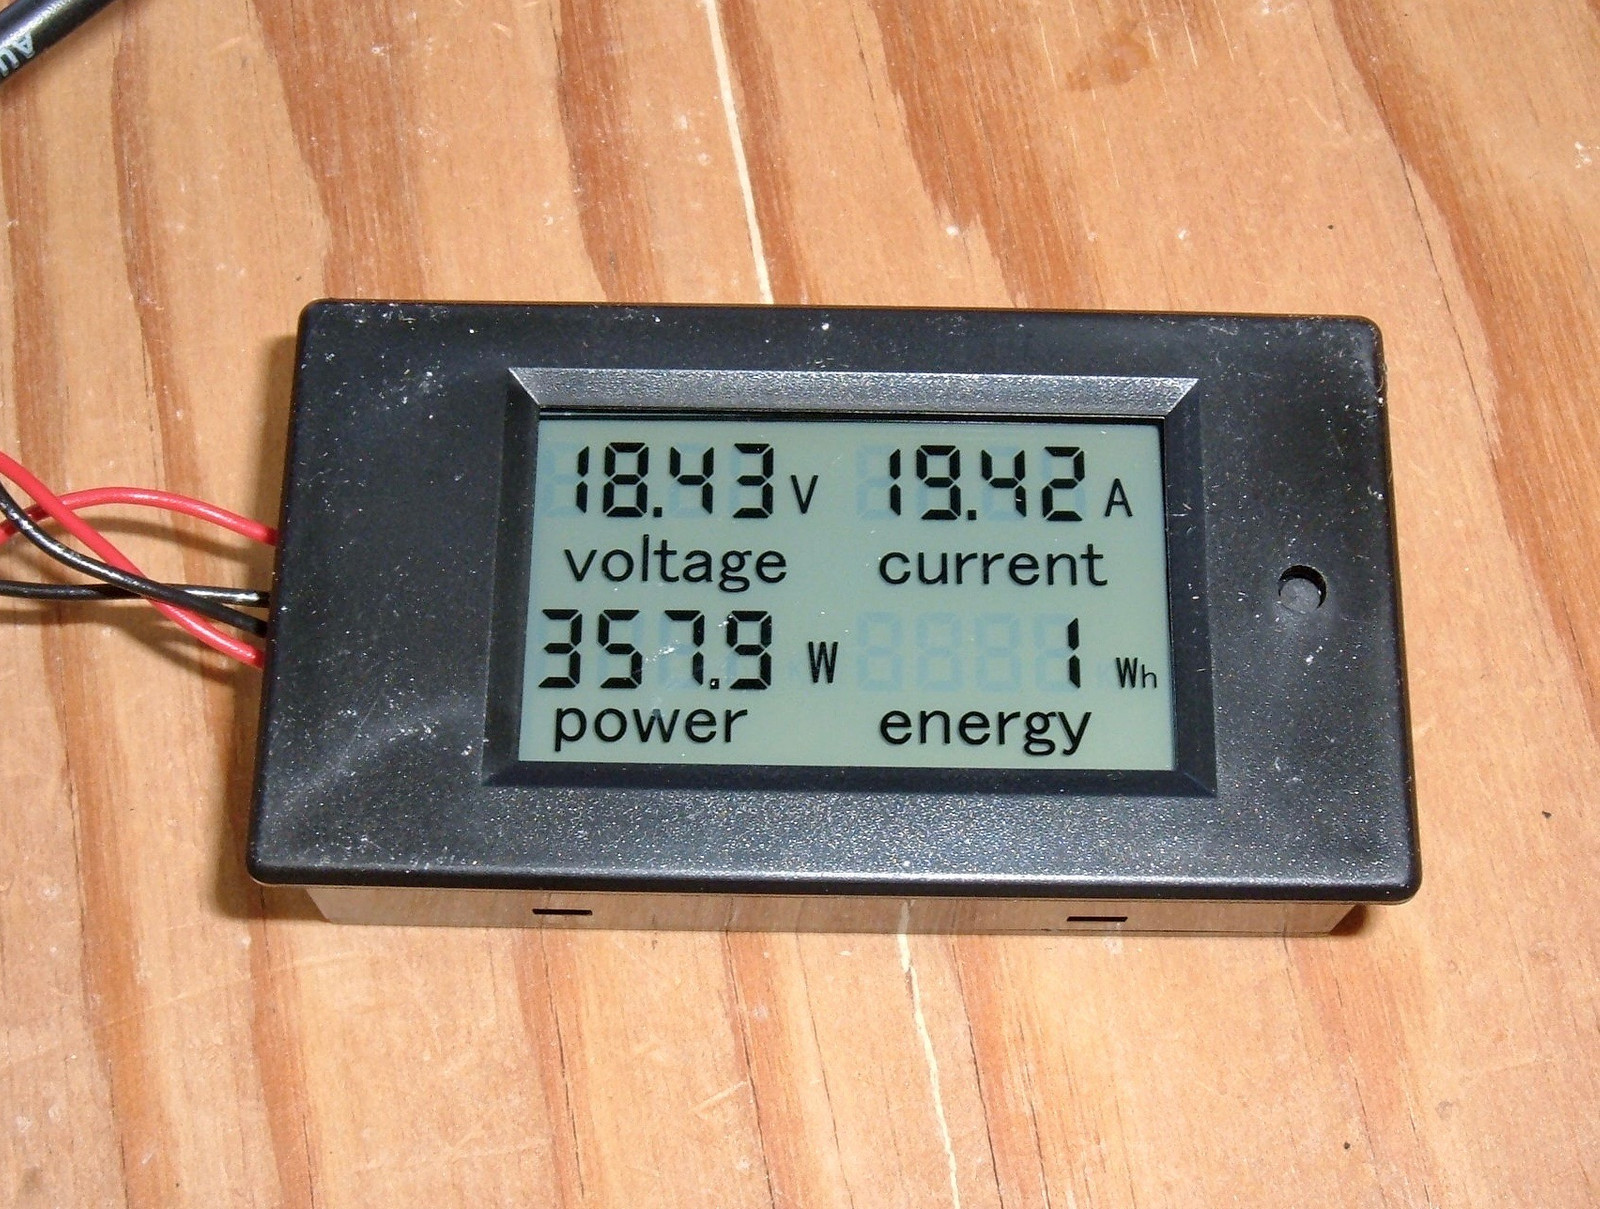 18.43 V 19.42 A
voltage current
357.9 W 1 Wh
power energy